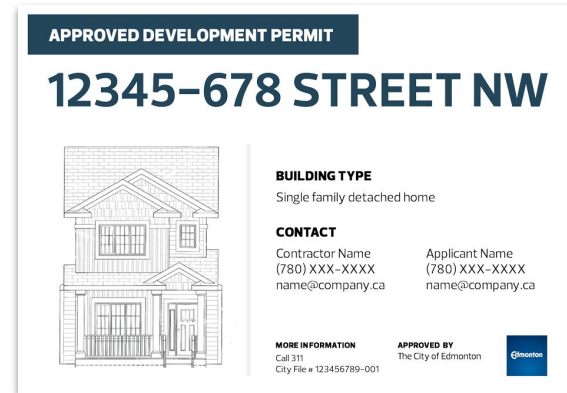 APPROVED DEVELOPMENT PERMIT
12345-678 STREET NW
BUILDING TYPE
Single family detached home
CONTACT
Contractor Name
(780) XXX-XXXX
name@company.ca
Applicant Name
(780) XXX-XXXX
name@company.ca
MORE INFORMATION
Call 311
City File # 123456789-001
APPROVED BY
The City of Edmonton
Edmonton